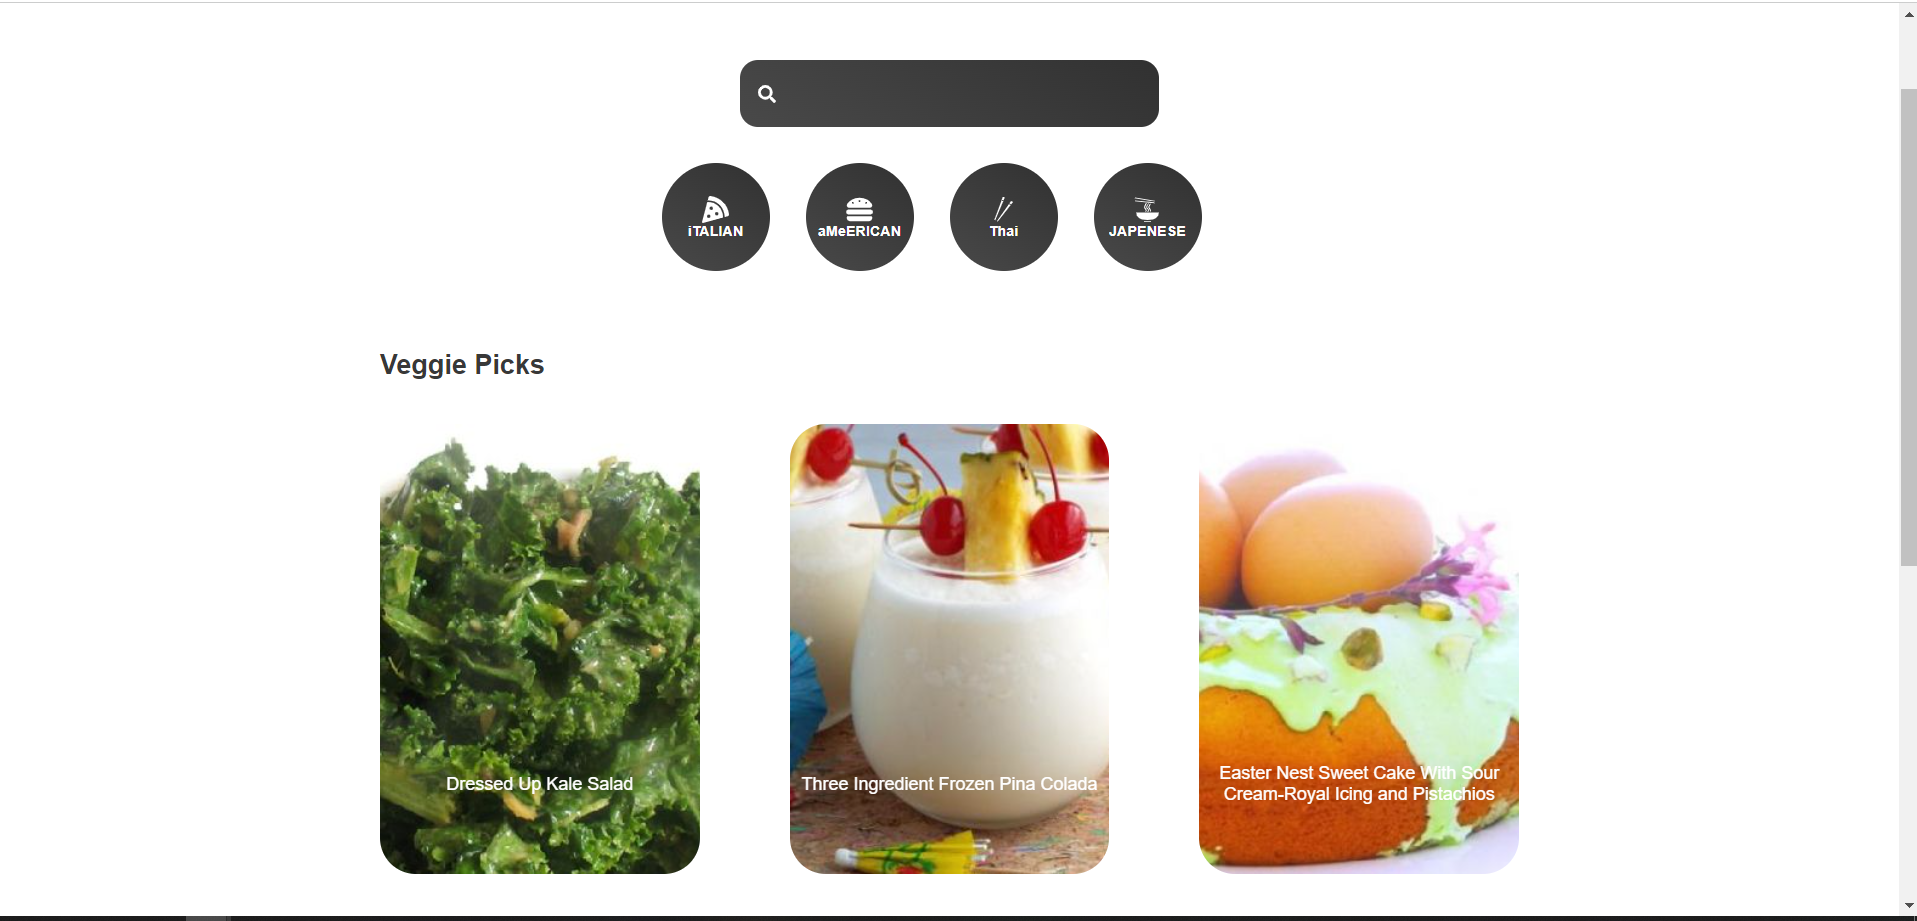 iTALIAN
aMeERICAN
Thai
JAPENESE
Veggie Picks
Dressed Up Kale Salad
Three Ingredient Frozen Pina Colada
Easter Nest Sweet Cake With Sour
Cream-Royal Icing and Pistachios